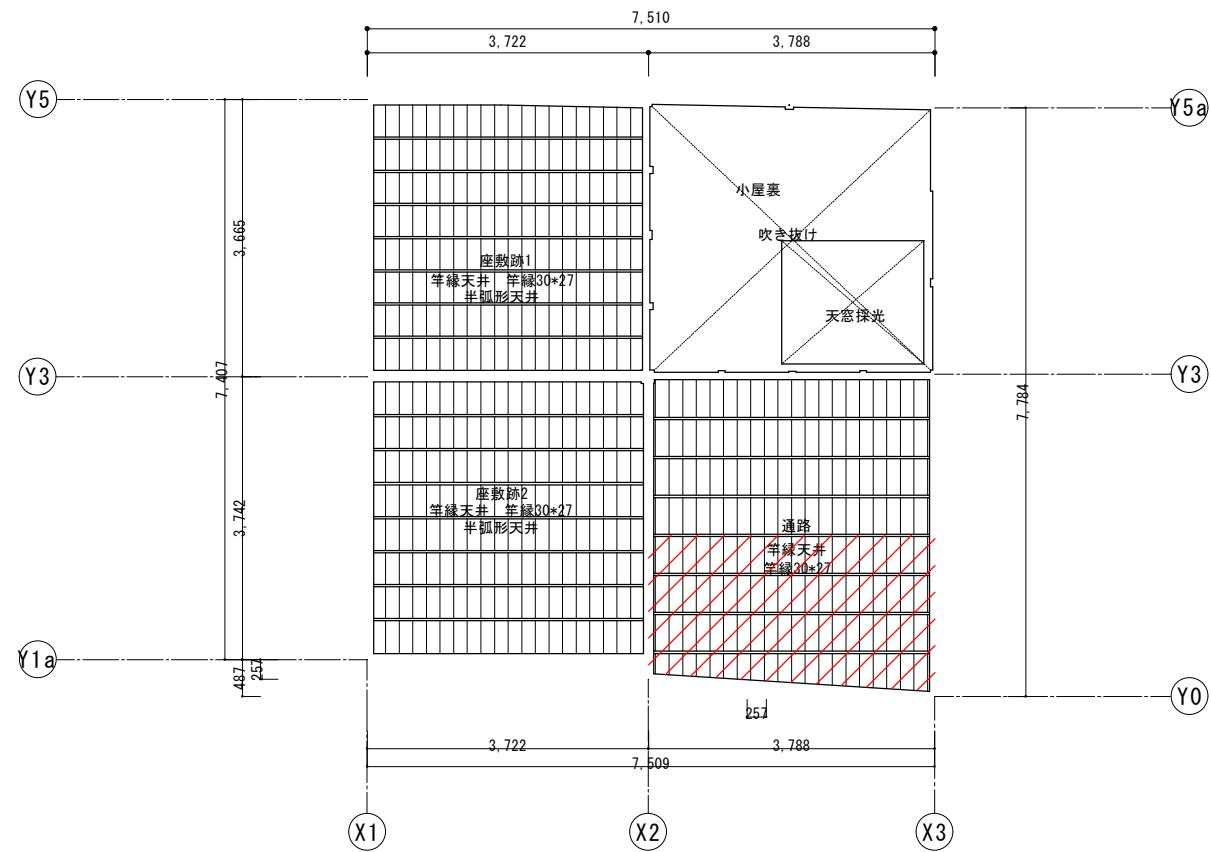 7,510
3,722
3,788
Y5
Y5a
小屋裏
3,665
吹き抜け
座敷跡1
竿縁天井 竿縁30*27
半弧形天井
天窓採光
Y3
7,407
Y3
7,784
座敷跡2
竿縁天井 竿縁30*27
半弧形天井
3,742
通路
竿縁天井
竿縁30*27
Y1a
487
257
Y0
257
3,722
3,788
7,509
X1
X2
X3